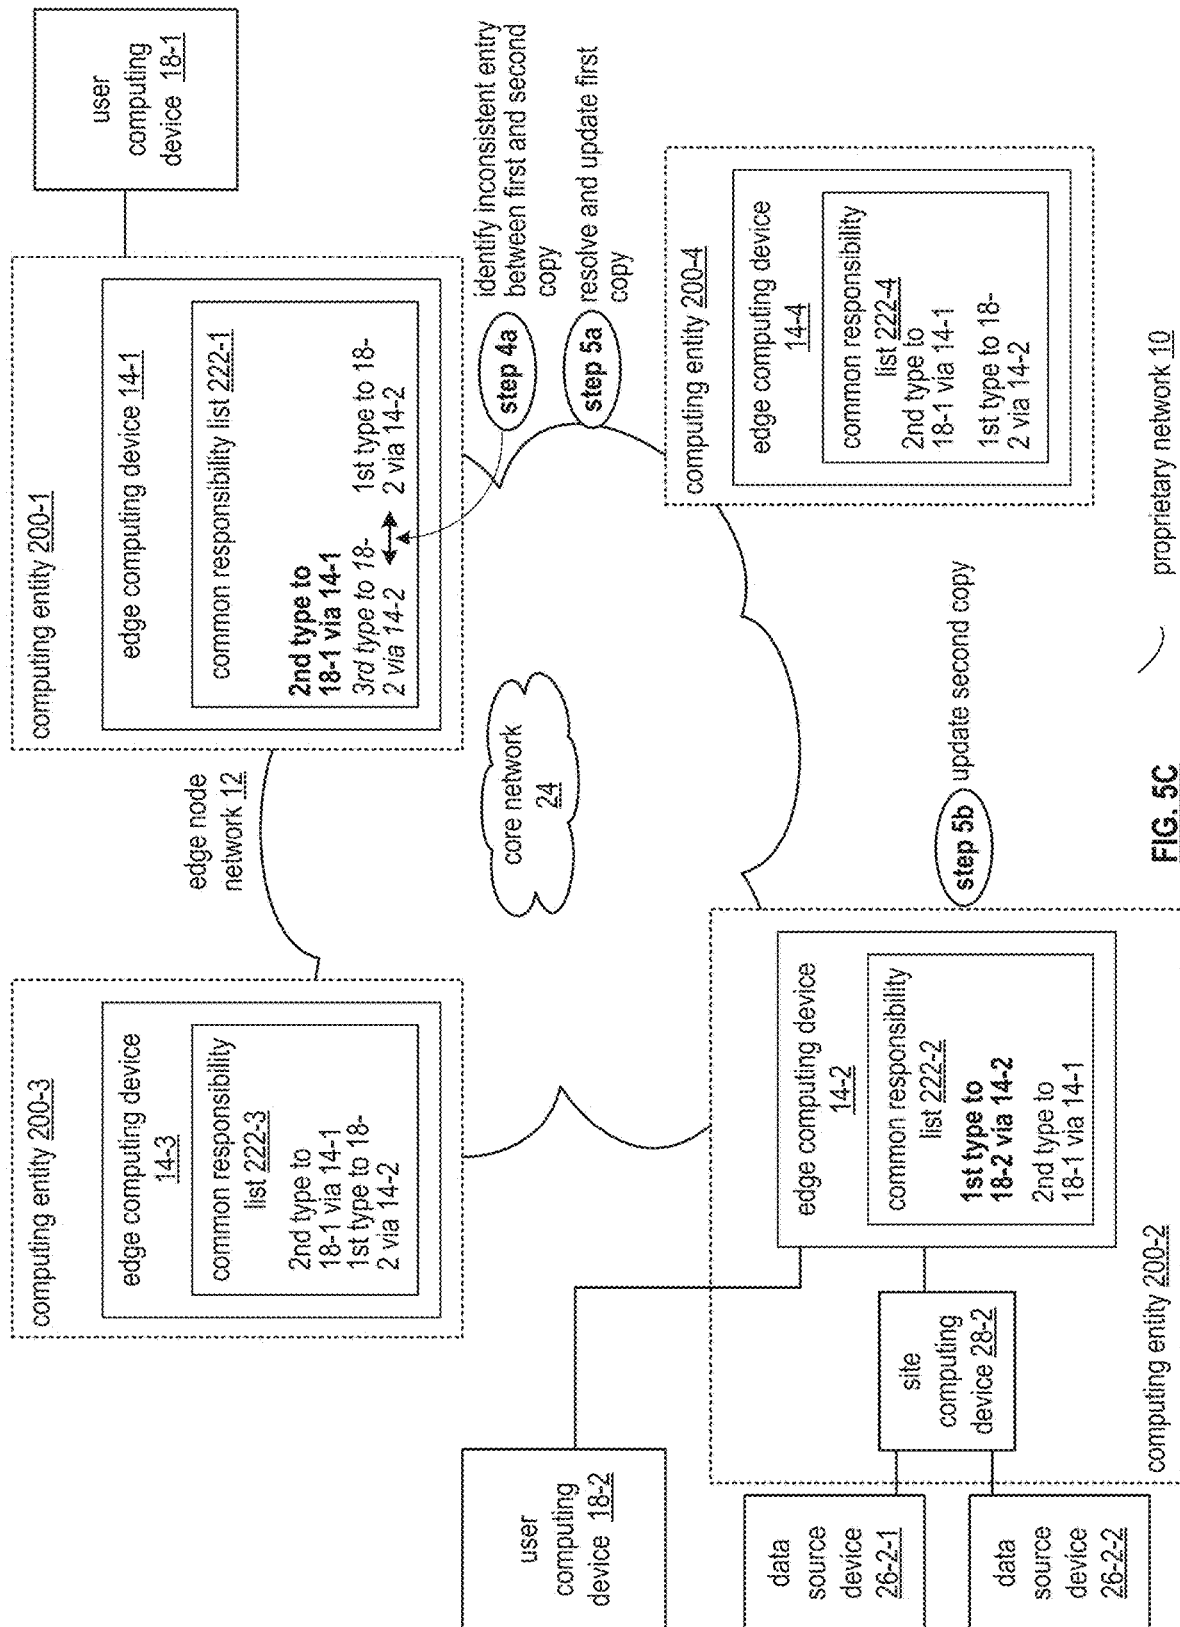 computing entity 200-3
edge computing device
14-3
common responsibility
list 222-3
2nd type to
18-1 via 14-1
1st type to 18-
2 via 14-2
edge node
network 12
computing entity 200-1
edge computing device 14-1
common responsibility list 222-1
2nd type to
18-1 via 14-1
3rd type to 18-
2 via 14-2
1st type to 18-
2 via 14-2
user
computing
device 18-1
step 4a
identify inconsistent entry
between first and second
copy
step 5a
resolve and update first
copy
core network
24
user
computing
device 18-2
data
source
device
26-2-1
data
source
device
26-2-2
site
computing
device 28-2
edge computing device
14-2
common responsibility
list 222-2
1st type to
18-2 via 14-2
2nd type to
18-1 via 14-1
computing entity 200-2
step 5b
update second copy
computing entity 200-4
edge computing device
14-4
common responsibility
list 222-4
2nd type to
18-1 via 14-1
1st type to 18-
2 via 14-2
proprietary network 10
FIG. 5C